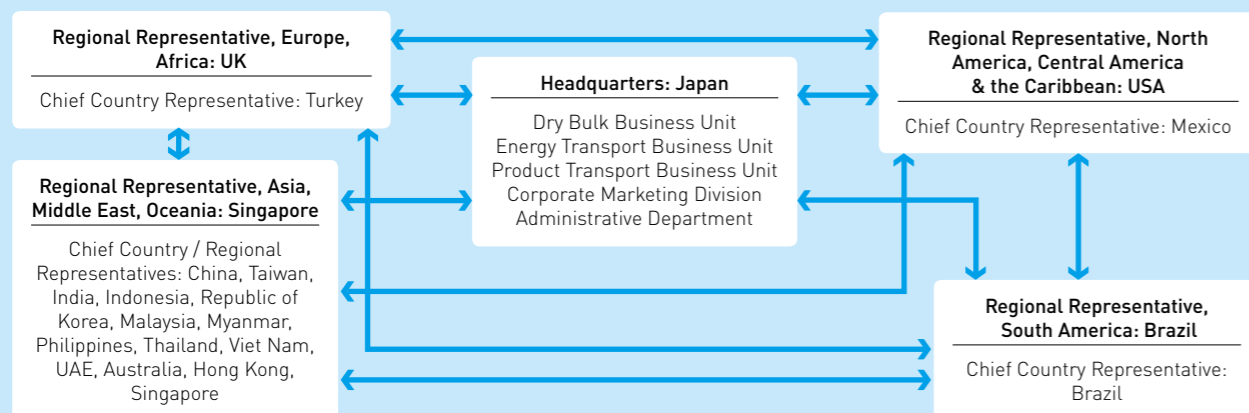 Regional Representative, Europe,
Africa: UK
Chief Country Representative: Turkey
Headquarters: Japan
Dry Bulk Business Unit
Energy Transport Business Unit
Product Transport Business Unit
Corporate Marketing Division
Administrative Department
Regional Representative, North
America, Central America
& the Caribbean: USA
Chief Country Representative: Mexico
Regional Representative, Asia,
Middle East, Oceania: Singapore
Chief Country / Regional
Representatives: China, Taiwan,
India, Indonesia, Republic of
Korea, Malaysia, Myanmar,
Philippines, Thailand, Viet Nam,
UAE, Australia, Hong Kong,
Singapore
Regional Representative,
South America: Brazil
Chief Country Representative:
Brazil